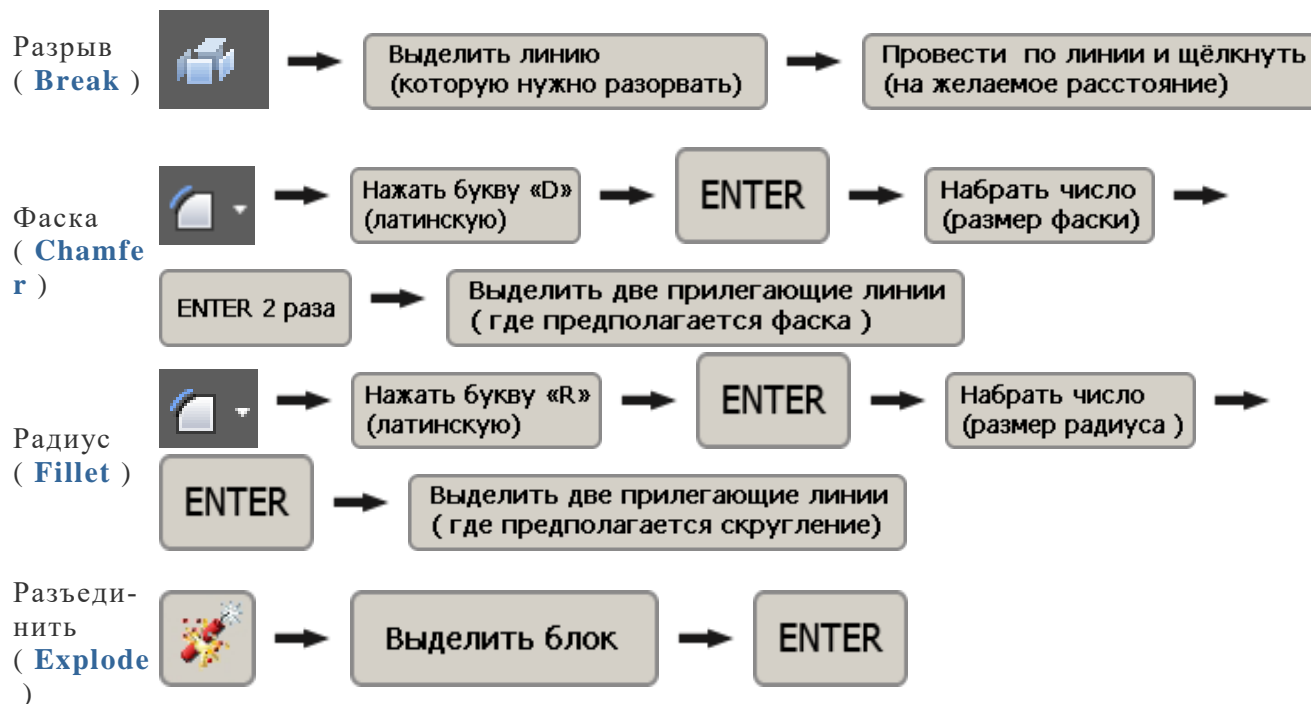 Разрыв
( Break )
Выделить линию
(которую нужно разорвать)
Провести по линии и щёлкнуть
(на желаемое расстояние)
Фаска
( Chamfe
r )
Нажать букву «D»
(латинскую)
ENTER
Набрать число
(размер фаски)
ENTER 2 раза
Выделить две прилегающие линии
( где предполагается фаска )
Радиус
( Fillet )
Нажать букву «R»
(латинскую)
ENTER
Набрать число
(размер радиуса )
ENTER
Выделить две прилегающие линии
( где предполагается скругление)
Разъеди-
нить
( Explode
)
Выделить блок
ENTER